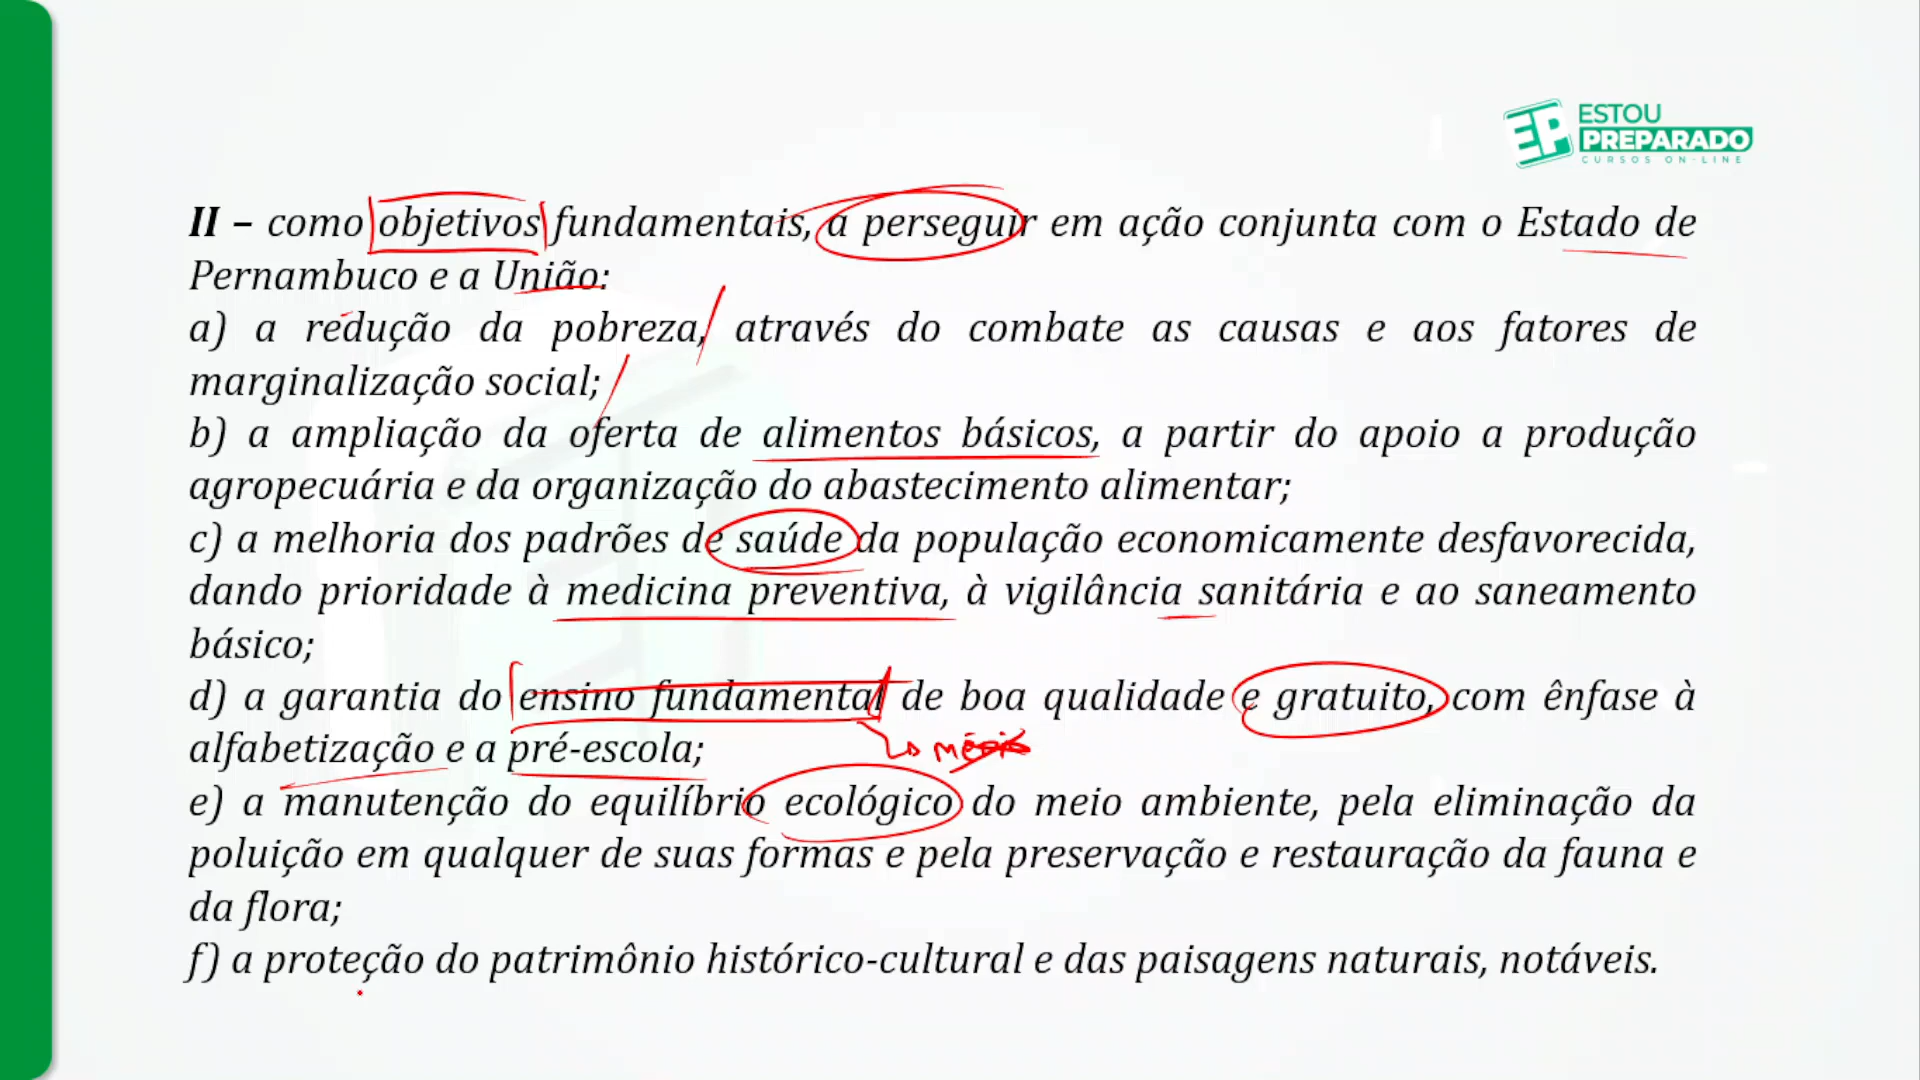 EP ESTOU
PREPARADO
CURSOS ON-LINE
II – como objetivos fundamentais, a perseguir em ação conjunta com o Estado de
Pernambuco e a União:
a) a redução da pobreza, através do combate as causas e aos fatores de
marginalização social;
b) a ampliação da oferta de alimentos básicos, a partir do apoio a produção
agropecuária e da organização do abastecimento alimentar;
c) a melhoria dos padrões de saúde da população economicamente desfavorecida,
dando prioridade à medicina preventiva, à vigilância sanitária e ao saneamento
básico;
d) a garantia do ensino fundamental de boa qualidade e gratuito, com ênfase à
alfabetização e a pré-escola;
médio
e) a manutenção do equilíbrio ecológico do meio ambiente, pela eliminação da
poluição em qualquer de suas formas e pela preservação e restauração da fauna e
da flora;
f) a proteção do patrimônio histórico-cultural e das paisagens naturais, notáveis.